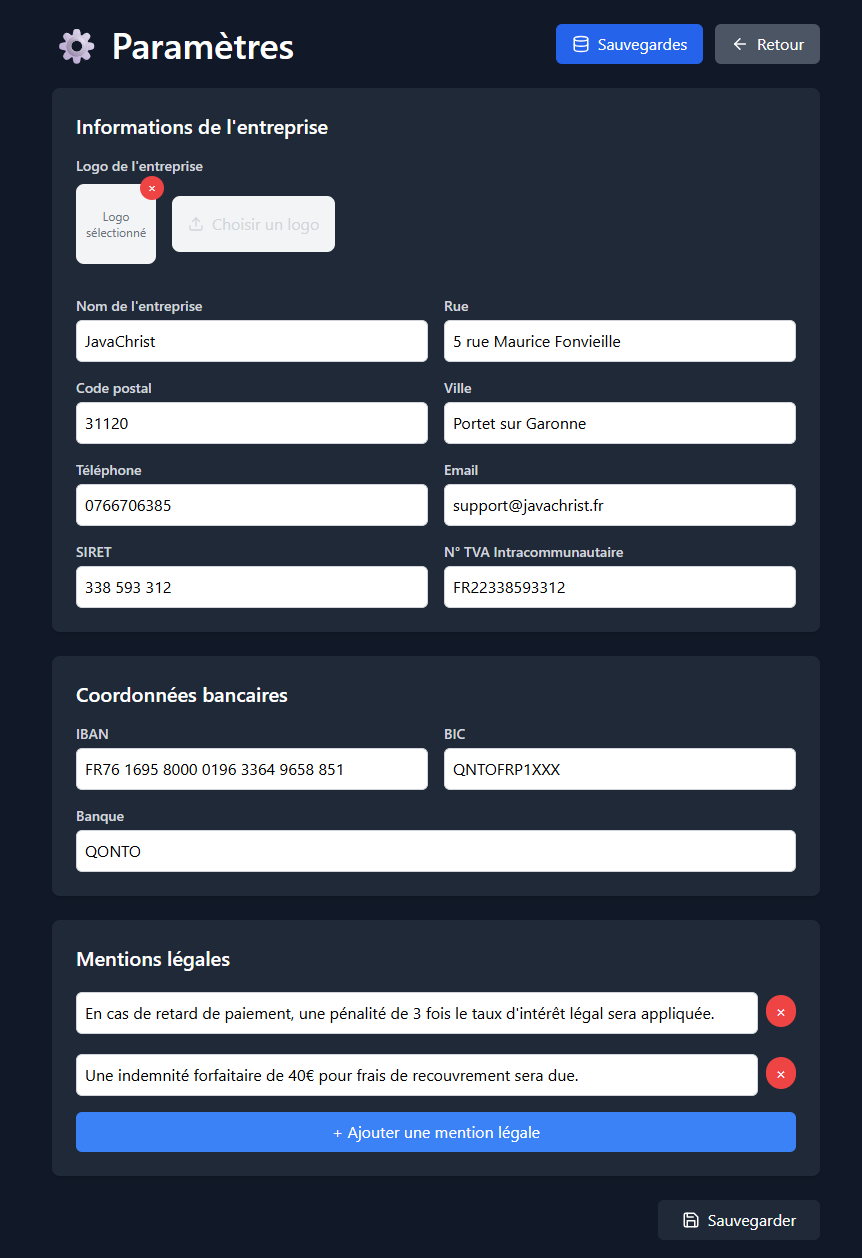 Paramètres
Sauvegardes
Retour
Informations de l'entreprise
Logo de l'entreprise
Logo
sélectionné
×
Choisir un logo
Nom de l'entreprise
Rue
JavaChrist
5 rue Maurice Fonvieille
Code postal
Ville
31120
Portet sur Garonne
Téléphone
Email
0766706385
support@javachrist.fr
SIRET
N° TVA Intracommunautaire
338 593 312
FR22338593312
Coordonnées bancaires
IBAN
BIC
FR76 1695 8000 0196 3364 9658 851
QNTOFRP1XXX
Banque
QONTO
Mentions légales
En cas de retard de paiement, une pénalité de 3 fois le taux d'intérêt légal sera appliquée.
×
Une indemnité forfaitaire de 40€ pour frais de recouvrement sera due.
×
+ Ajouter une mention légale
Sauvegarder